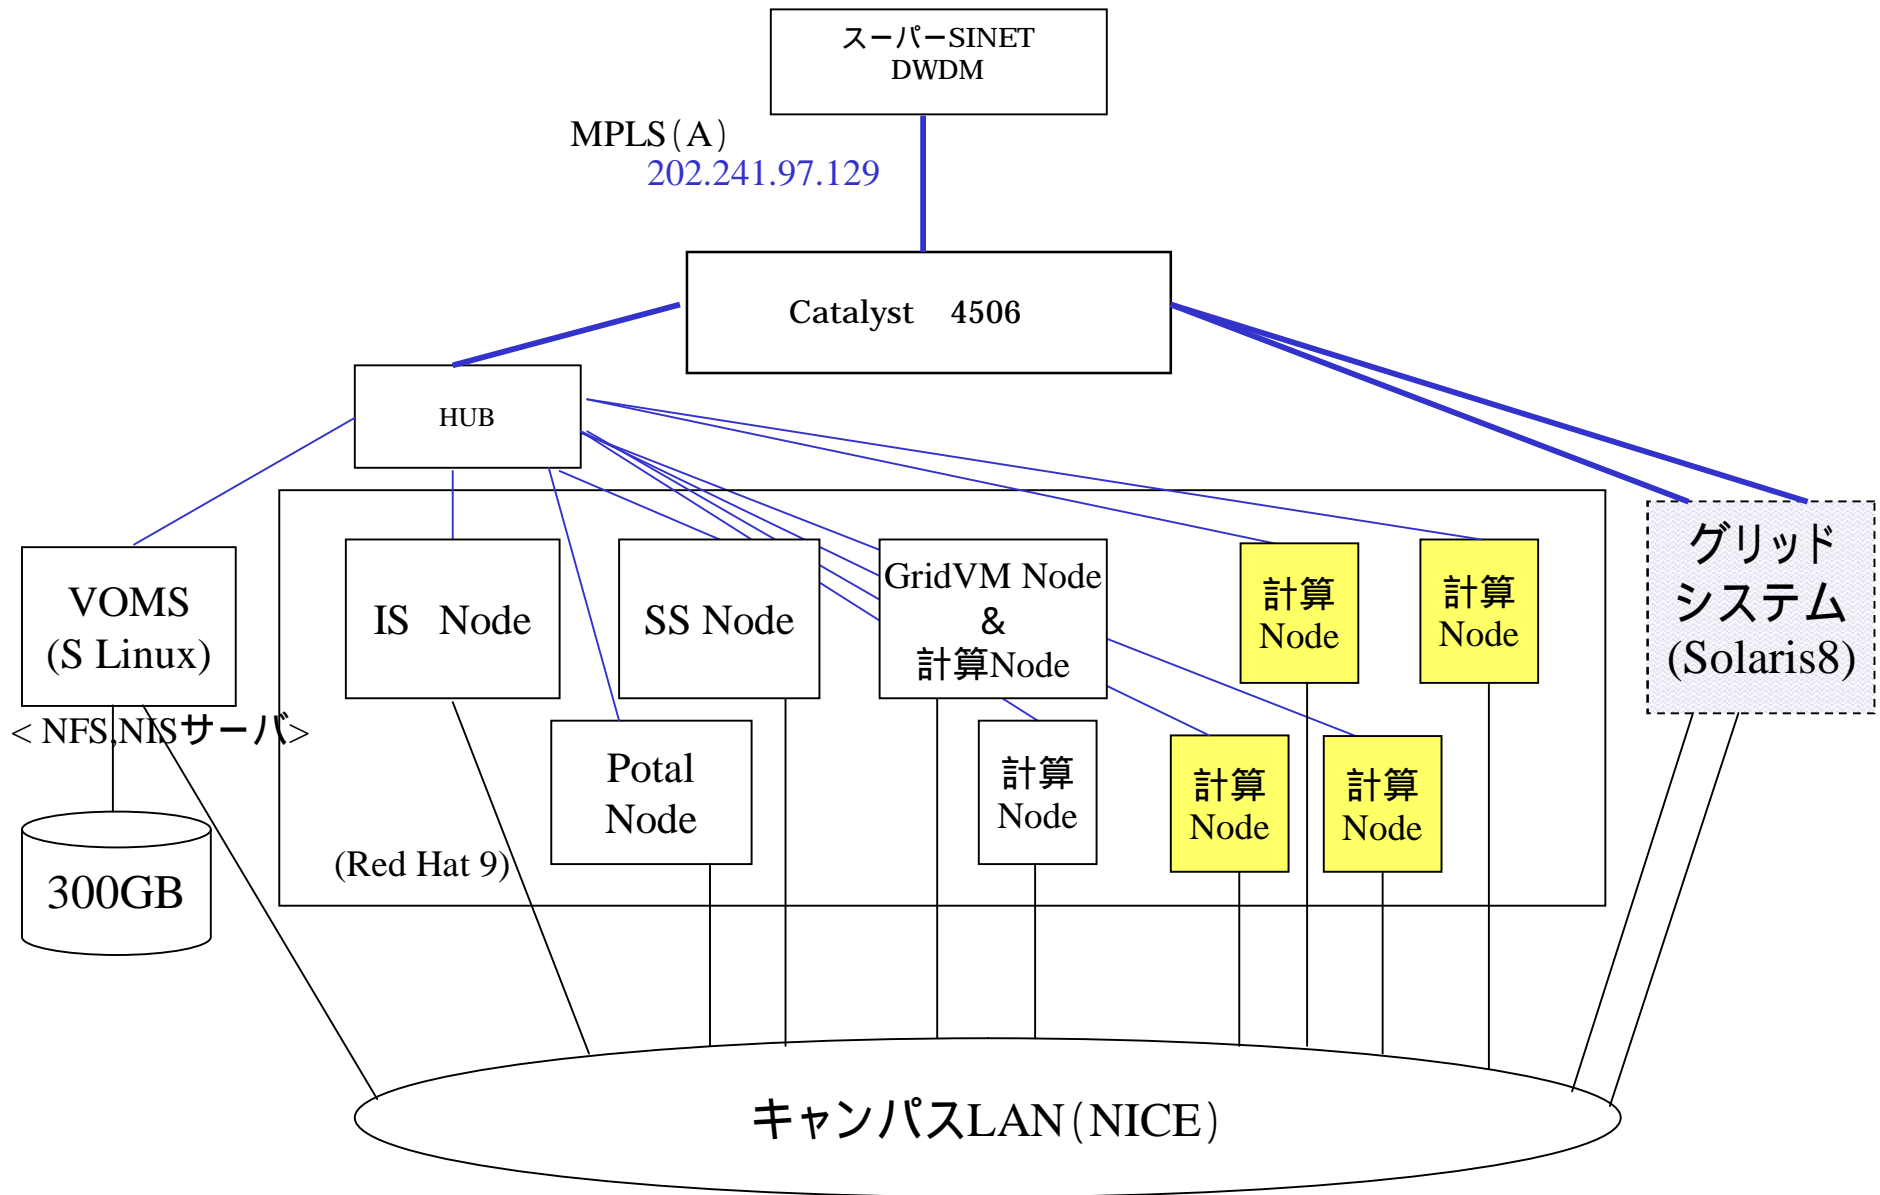 スーパーSINET
DWDM
MPLS(A)
202.241.97.129
Catalyst 4506
HUB
VOMS
(S Linux)
< NFS,NISサーバ>
300GB
IS Node
SS Node
GridVM Node
&
計算Node
計算
Node
計算
Node
グリッド
システム
(Solaris8)
Potal
Node
計算
Node
計算
Node
計算
Node
(Red Hat 9)
キャンパスLAN(NICE)